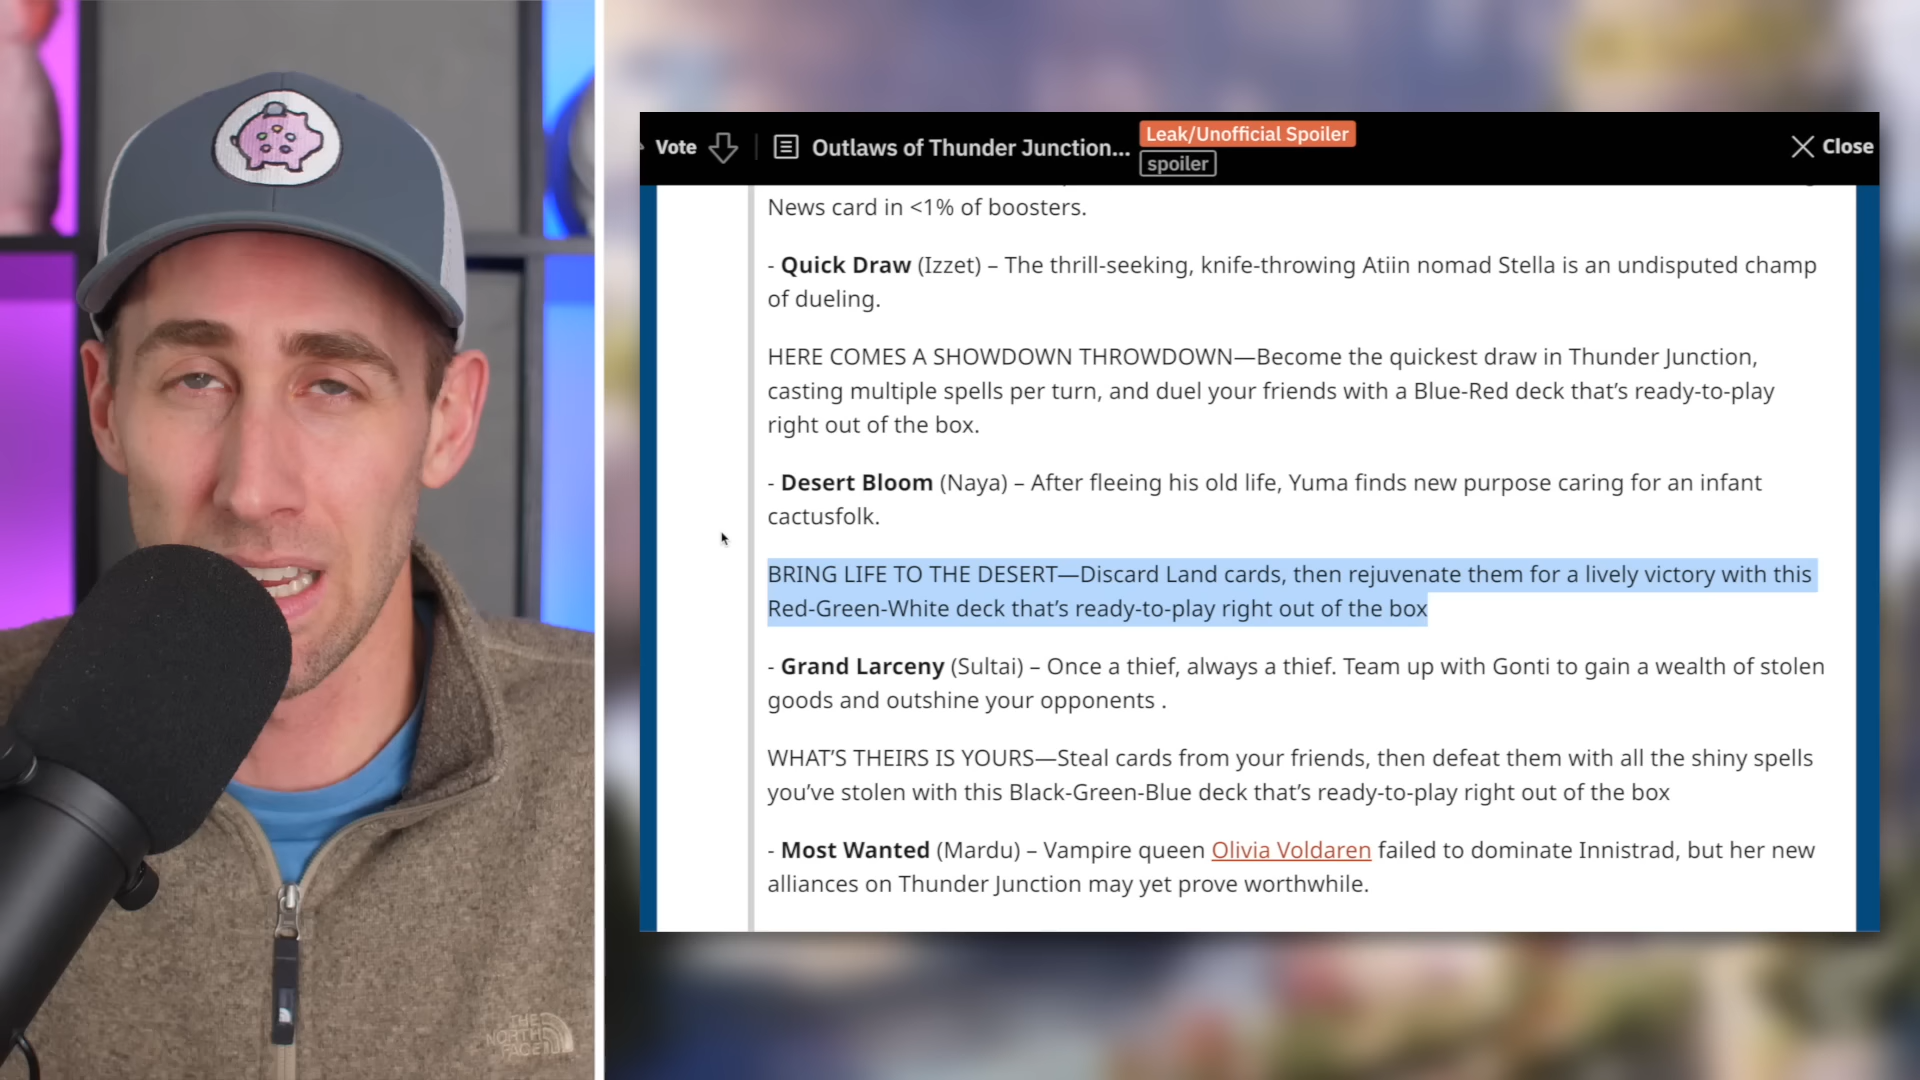 Vote
Outlaws of Thunder Junction...
Leak/Unofficial Spoiler
spoiler
Close
News card in <1% of boosters.
- Quick Draw (Izzet) – The thrill-seeking, knife-throwing Atiin nomad Stella is an undisputed champ
of dueling.
HERE COMES A SHOWDOWN THROWDOWN—Become the quickest draw in Thunder Junction,
casting multiple spells per turn, and duel your friends with a Blue-Red deck that’s ready-to-play
right out of the box.
- Desert Bloom (Naya) – After fleeing his old life, Yuma finds new purpose caring for an infant
cactusfolk.
BRING LIFE TO THE DESERT—Discard Land cards, then rejuvenate them for a lively victory with this
Red-Green-White deck that’s ready-to-play right out of the box
- Grand Larceny (Sultai) – Once a thief, always a thief. Team up with Gonti to gain a wealth of stolen
goods and outshine your opponents .
WHAT’S THEIRS IS YOURS—Steal cards from your friends, then defeat them with all the shiny spells
you’ve stolen with this Black-Green-Blue deck that’s ready-to-play right out of the box
- Most Wanted (Mardu) – Vampire queen Olivia Voldaren failed to dominate Innistrad, but her new
alliances on Thunder Junction may yet prove worthwhile.
THE
NORTH
FACE